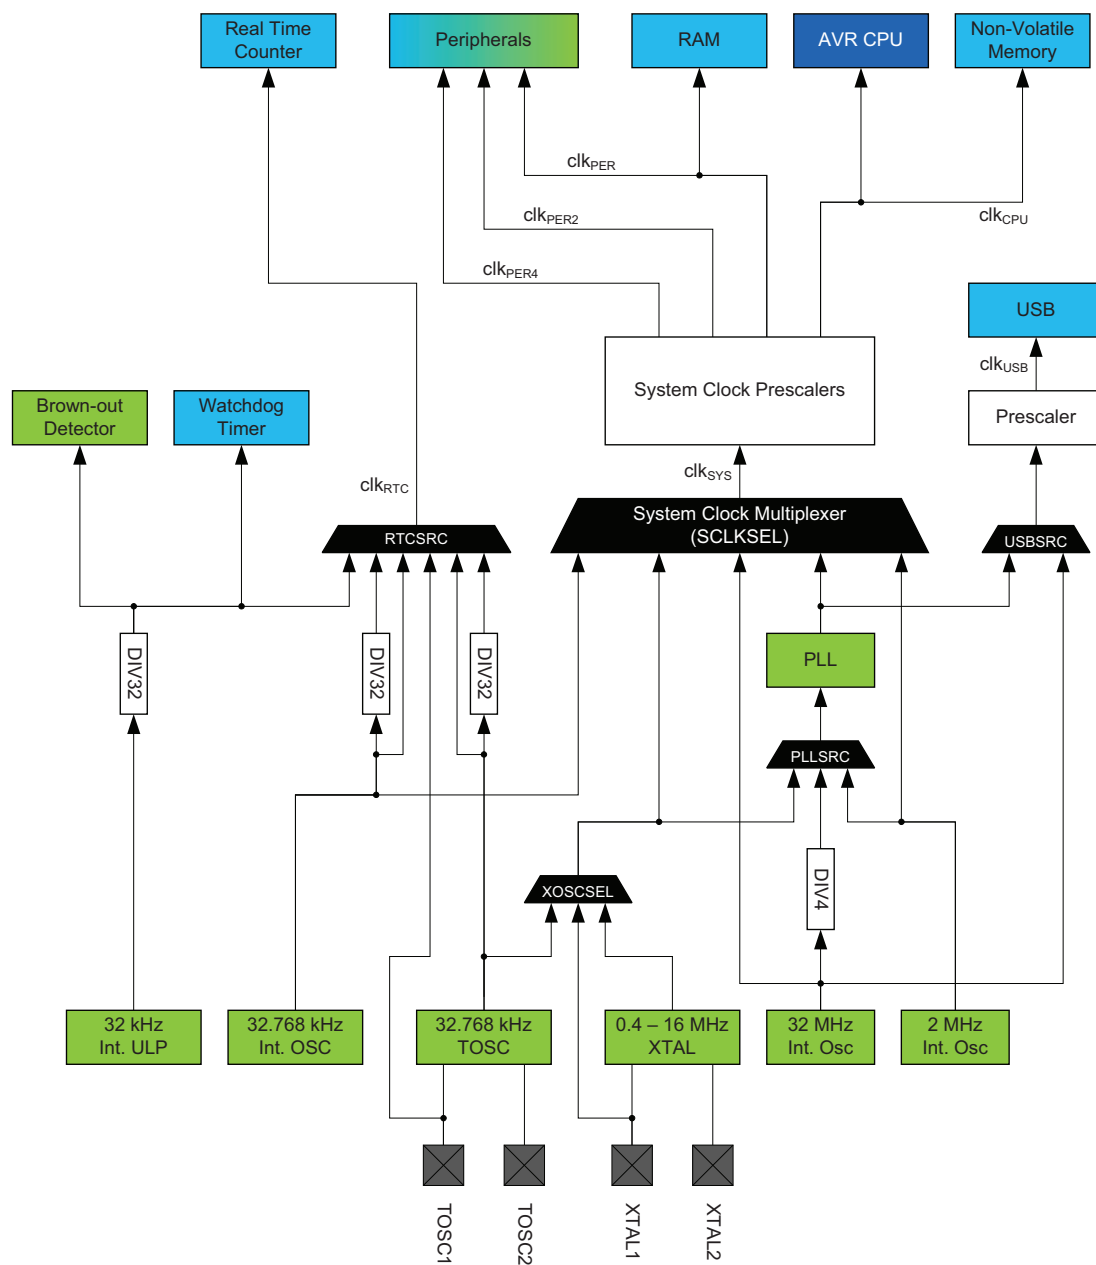 Real Time
Counter
Peripherals
RAM
AVR CPU
Non-Volatile
Memory
clkPER
clkPER2
clkCPU
clkPER4
USB
System Clock Prescalers
clkUSB
Brown-out
Detector
Watchdog
Timer
Prescaler
clkSYS
clkRTC
System Clock Multiplexer
(SCLKSEL)
RTCSRC
USBSRC
DIV32
DIV32
DIV32
PLL
PLLSRC
XOSCSEL
DIV4
32 kHz
Int. ULP
32.768 kHz
Int. OSC
32.768 kHz
TOSC
0.4 – 16 MHz
XTAL
32 MHz
Int. Osc
2 MHz
Int. Osc
TOSC1
TOSC2
XTAL1
XTAL2